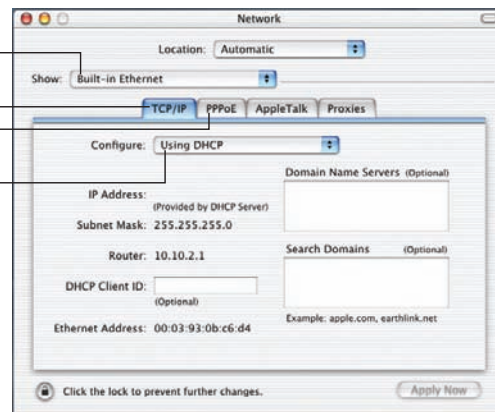 Network
Location: Automatic
Show: Built-in Ethernet
TCP/IP PPPoE AppleTalk Proxies
Configure: Using DHCP
Domain Name Servers (Optional)
IP Address:
(Provided by DHCP Server)
Subnet Mask: 255.255.255.0
Router: 10.10.2.1
Search Domains (Optional)
DHCP Client ID:
(Optional)
Example: apple.com, earthlink.net
Ethernet Address: 00:03:93:0b:c6:d4
Click the lock to prevent further changes.
Apply Now